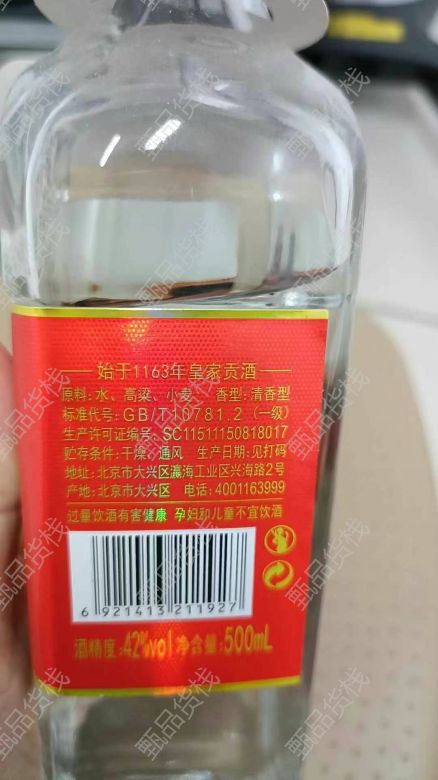 始于1163年皇家贡酒
原料:水、高粱、小麦 香型:清香型
标准代号:GB/T10781.2(一级)
生产许可证编号:SC11511150818017
贮存条件:干燥、通风 生产日期:见打码
地址:北京市大兴区瀛海工业区兴海路2号
产地:北京市大兴区 电话:4001163999
过量饮酒有害健康 孕妇和儿童不宜饮酒
6 921413 211927
酒精度:42%vol 净含量:500mL
甄品货栈